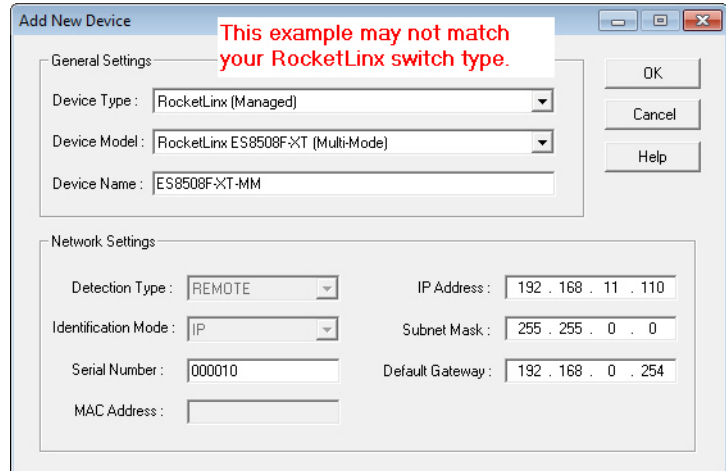 Add New Device
This example may not match
your RocketLinx switch type.
General Settings
Device Type : RocketLinx (Managed)
Device Model : RocketLinx ES8508F-XT (Multi-Mode)
Device Name : ES8508F-XT-MM
OK
Cancel
Help
Network Settings
Detection Type : REMOTE
IP Address : 192 . 168 . 11 . 110
Identification Mode : IP
Subnet Mask : 255 . 255 . 0 . 0
Serial Number : 000010
Default Gateway : 192 . 168 . 0 . 254
MAC Address :